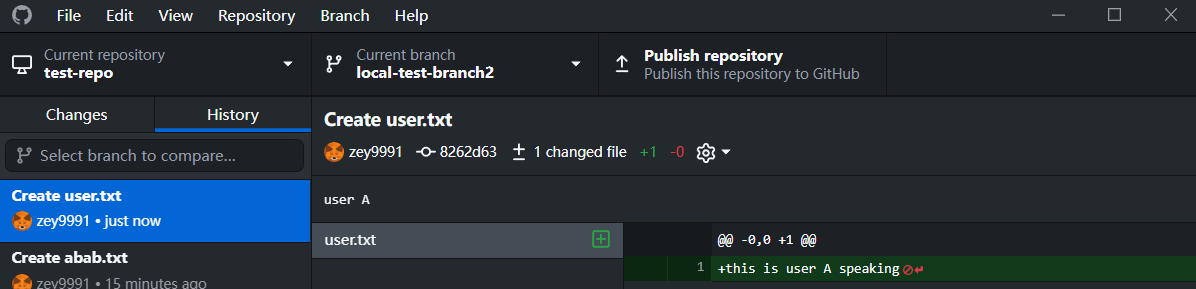 File Edit View Repository Branch Help
Current repository
test-repo
Current branch
local-test-branch2
Publish repository
Publish this repository to GitHub
Changes History
Select branch to compare...
Create user.txt
zey9991 • just now
Create abab.txt
zey9991 • 15 minutes ago
Create user.txt
zey9991 8262d63 1 changed file +1 -0
user A
user.txt
@@ -0,0 +1 @@
1 +this is user A speaking